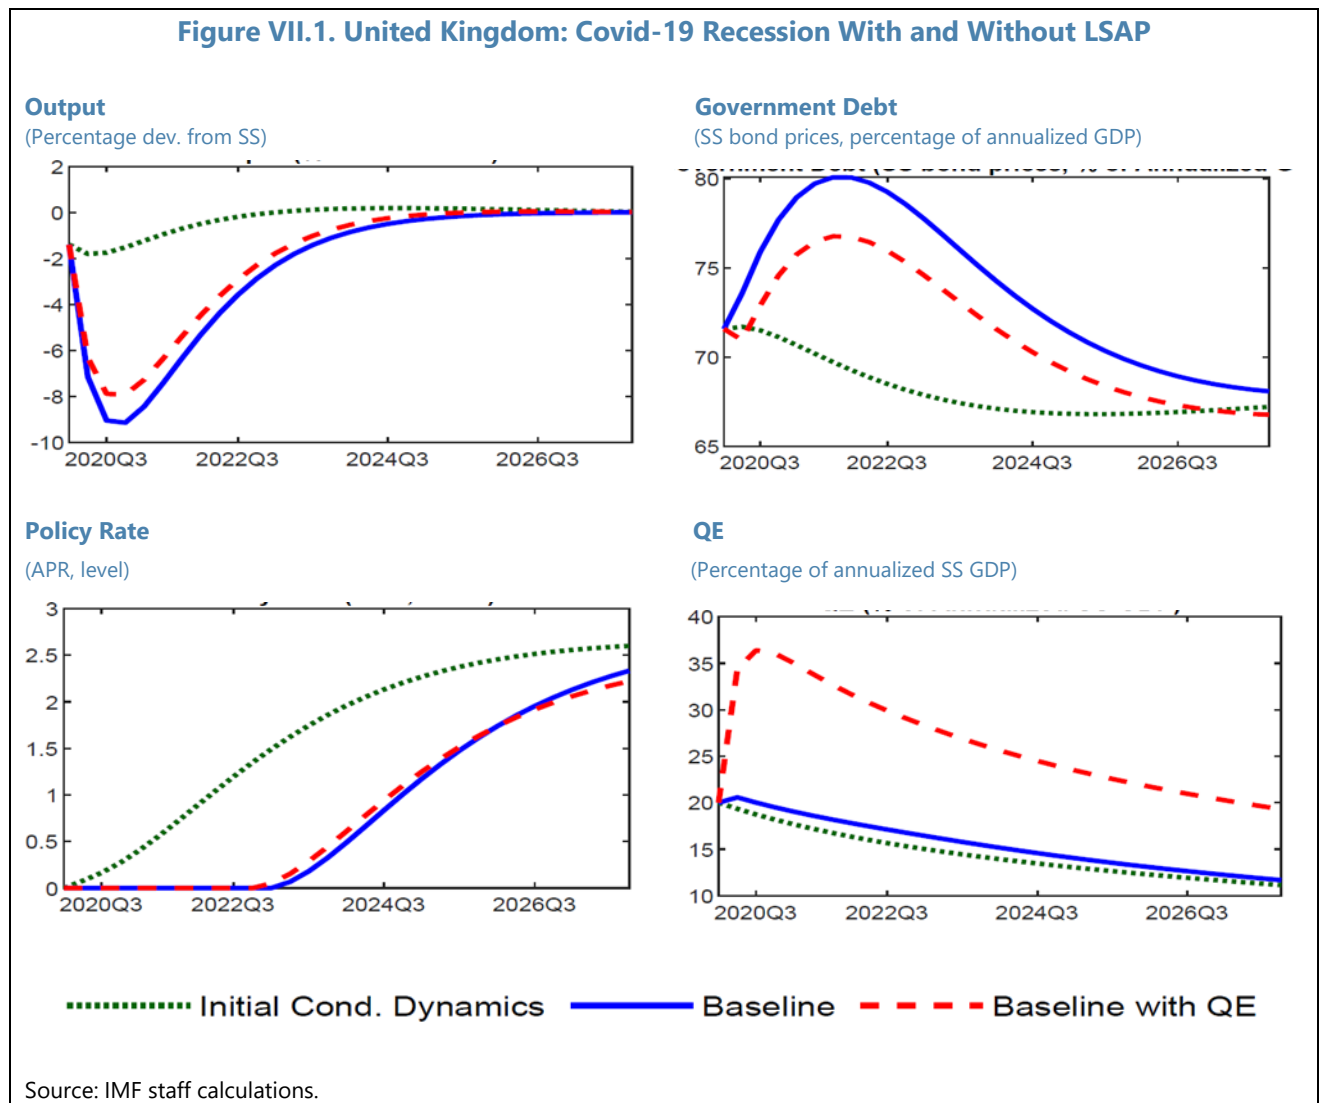 Figure VII.1. United Kingdom: Covid-19 Recession With and Without LSAP
Output
(Percentage dev. from SS)
2
0
-2
-4
-6
-8
-10
2020Q3 2022Q3 2024Q3 2026Q3
Government Debt
(SS bond prices, percentage of annualized GDP)
80
75
70
65
2020Q3 2022Q3 2024Q3 2026Q3
Policy Rate
(APR, level)
3
2.5
2
1.5
1
0.5
0
2020Q3 2022Q3 2024Q3 2026Q3
QE
(Percentage of annualized SS GDP)
40
35
30
25
20
15
10
2020Q3 2022Q3 2024Q3 2026Q3
Initial Cond. Dynamics Baseline Baseline with QE
Source: IMF staff calculations.